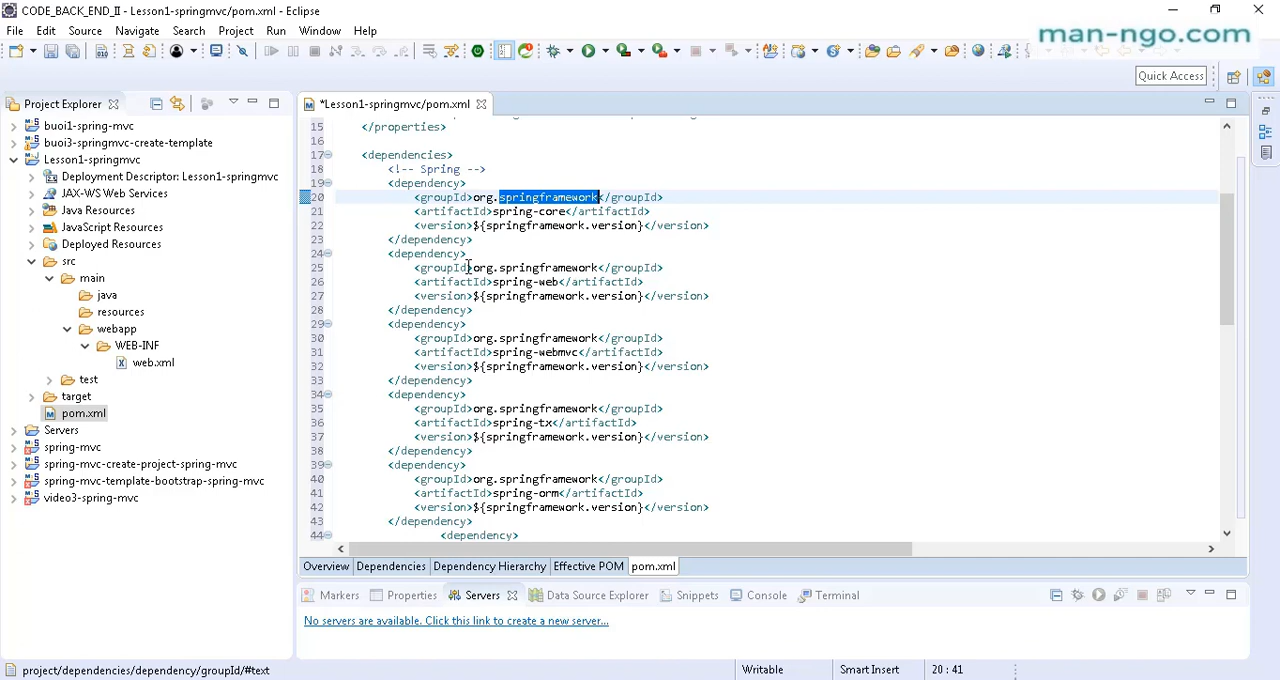 CODE_BACK_END_II - Lesson1-springmvc/pom.xml - Eclipse
man-ngo.com
File Edit Source Navigate Search Project Run Window Help
Quick Access
Project Explorer
buoi1-spring-mvc
buoi3-springmvc-create-template
Lesson1-springmvc
Deployment Descriptor: Lesson1-springmvc
JAX-WS Web Services
Java Resources
JavaScript Resources
Deployed Resources
src
main
java
resources
webapp
WEB-INF
web.xml
test
target
pom.xml
Servers
spring-mvc
spring-mvc-create-project-spring-mvc
spring-mvc-template-bootstrap-spring-mvc
video3-spring-mvc
*Lesson1-springmvc/pom.xml
15 </properties>
16
17 <dependencies>
18 <!-- Spring -->
19 <dependency>
20 <groupId>org.springframework</groupId>
21 <artifactId>spring-core</artifactId>
22 <version>${springframework.version}</version>
23 </dependency>
24 <dependency>
25 <groupId>org.springframework</groupId>
26 <artifactId>spring-web</artifactId>
27 <version>${springframework.version}</version>
28 </dependency>
29 <dependency>
30 <groupId>org.springframework</groupId>
31 <artifactId>spring-webmvc</artifactId>
32 <version>${springframework.version}</version>
33 </dependency>
34 <dependency>
35 <groupId>org.springframework</groupId>
36 <artifactId>spring-tx</artifactId>
37 <version>${springframework.version}</version>
38 </dependency>
39 <dependency>
40 <groupId>org.springframework</groupId>
41 <artifactId>spring-orm</artifactId>
42 <version>${springframework.version}</version>
43 </dependency>
44 <dependency>
Overview Dependencies Dependency Hierarchy Effective POM pom.xml
Markers Properties Servers Data Source Explorer Snippets Console Terminal
No servers are available. Click this link to create a new server...
project/dependencies/dependency/groupId/#text Writable Smart Insert 20 : 41